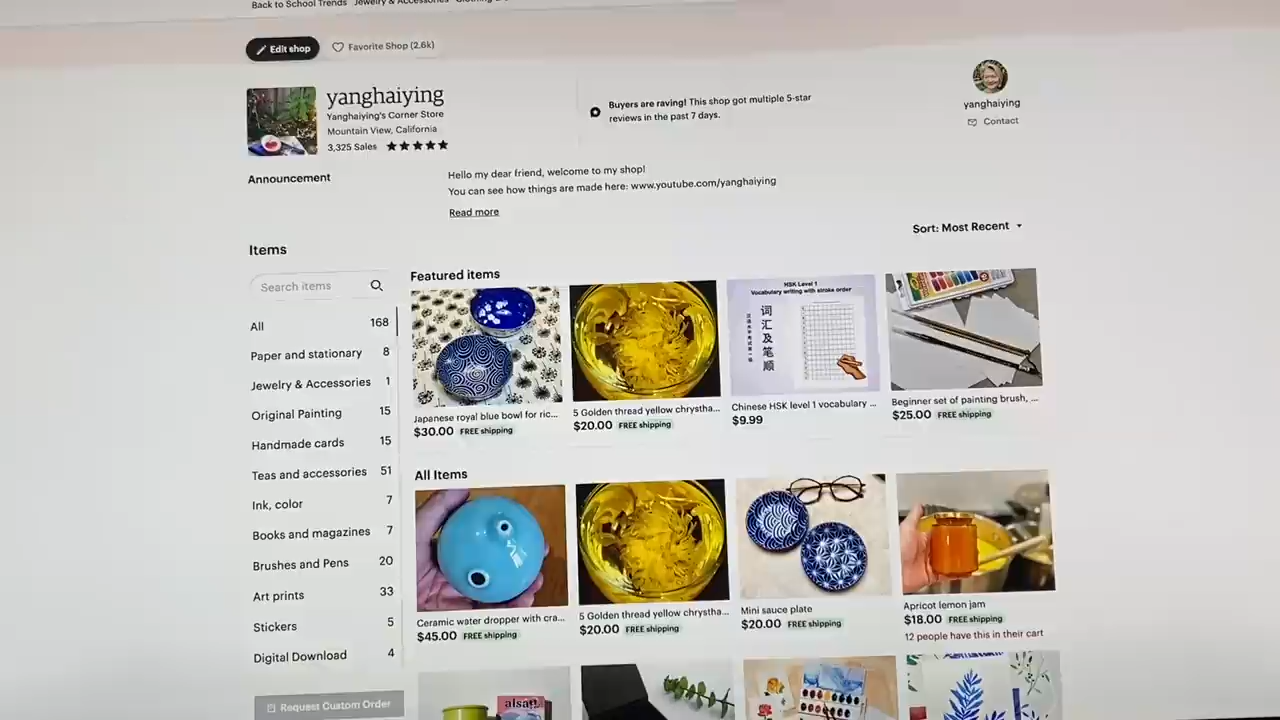 Back to School Trends Jewelry & Accessories
Edit shop
Favorite Shop (2.6k)
yanghaiying
Yanghaiying's Corner Store
Mountain View, California
3,325 Sales
Buyers are raving! This shop got multiple 5-star
reviews in the past 7 days.
yanghaiying
Contact
Announcement
Hello my dear friend, welcome to my shop!
You can see how things are made here: www.youtube.com/yanghaiying
Read more
Sort: Most Recent
Items
Search items
All 168
Paper and stationary 8
Jewelry & Accessories 1
Original Painting 15
Handmade cards 15
Teas and accessories 51
Ink, color 7
Books and magazines 7
Brushes and Pens 20
Art prints 33
Stickers 5
Digital Download 4
Request Custom Order
Featured items
HSK Level 1
Vocabulary writing with stroke order
词汇及笔顺
Japanese royal blue bowl for ric...
$30.00 FREE shipping
5 Golden thread yellow chrystha...
$20.00 FREE shipping
Chinese HSK level 1 vocabulary ...
$9.99
Beginner set of painting brush, ...
$25.00 FREE shipping
All Items
Ceramic water dropper with cra...
$45.00 FREE shipping
5 Golden thread yellow chrystha...
$20.00 FREE shipping
Mini sauce plate
$20.00 FREE shipping
Apricot lemon jam
$18.00 FREE shipping
12 people have this in their cart